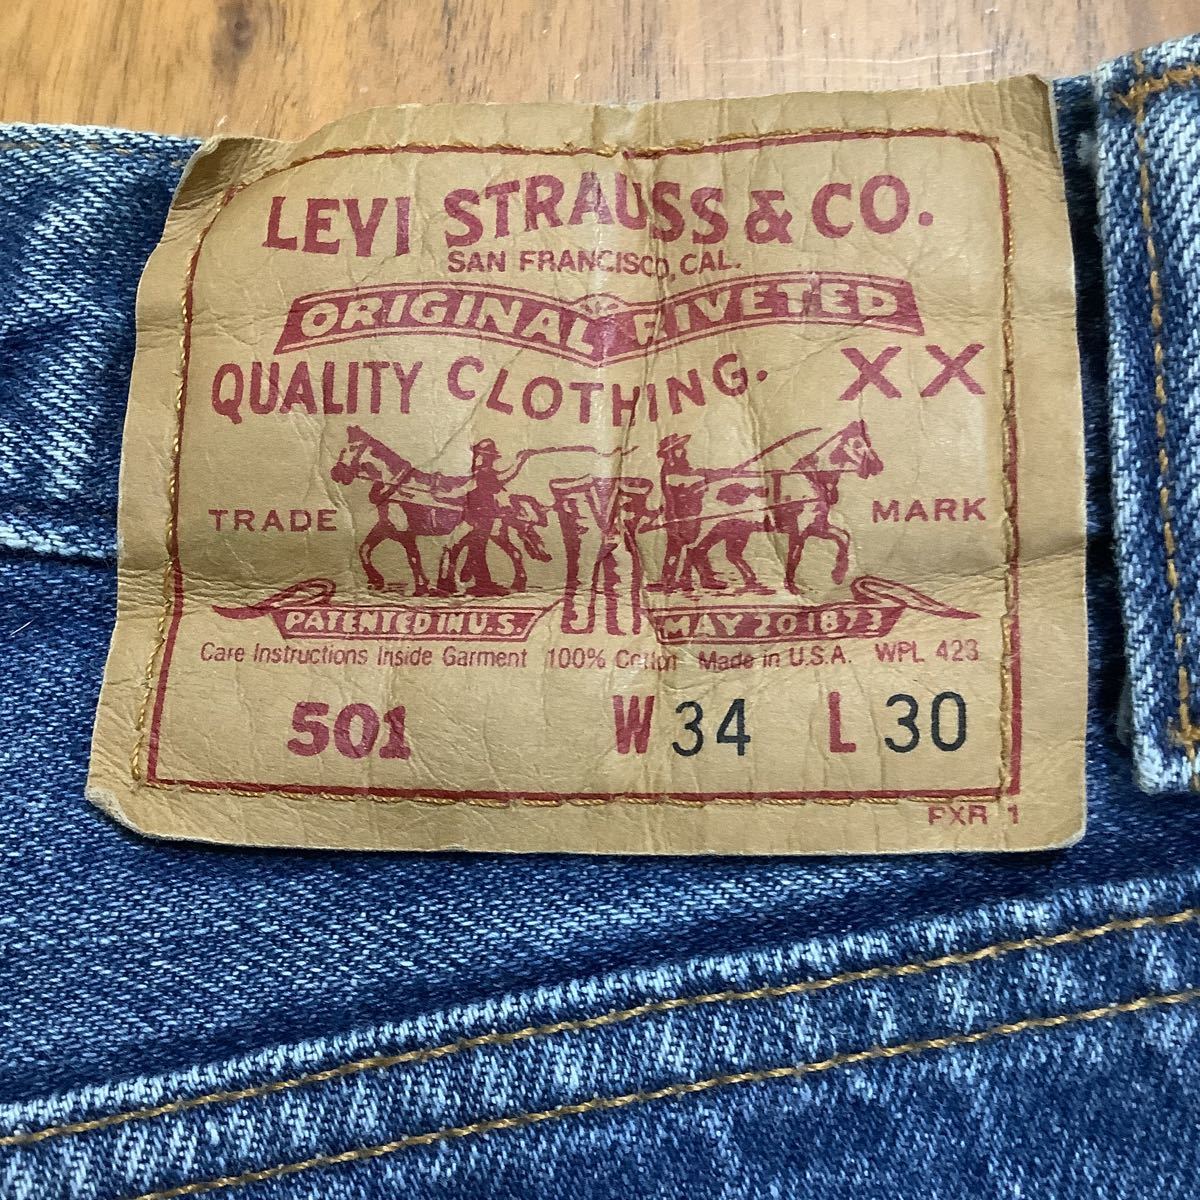 LEVI STRAUSS & CO.
SAN FRANCISCO, CAL.
ORIGINAL RIVETED
QUALITY CLOTHING. XX
TRADE MARK
PATENTED IN U.S. MAY 20 1873
Care Instructions Inside Garment 100% Cotton Made in U.S.A. WPL 423
501 W 34 L 30
PXR 1